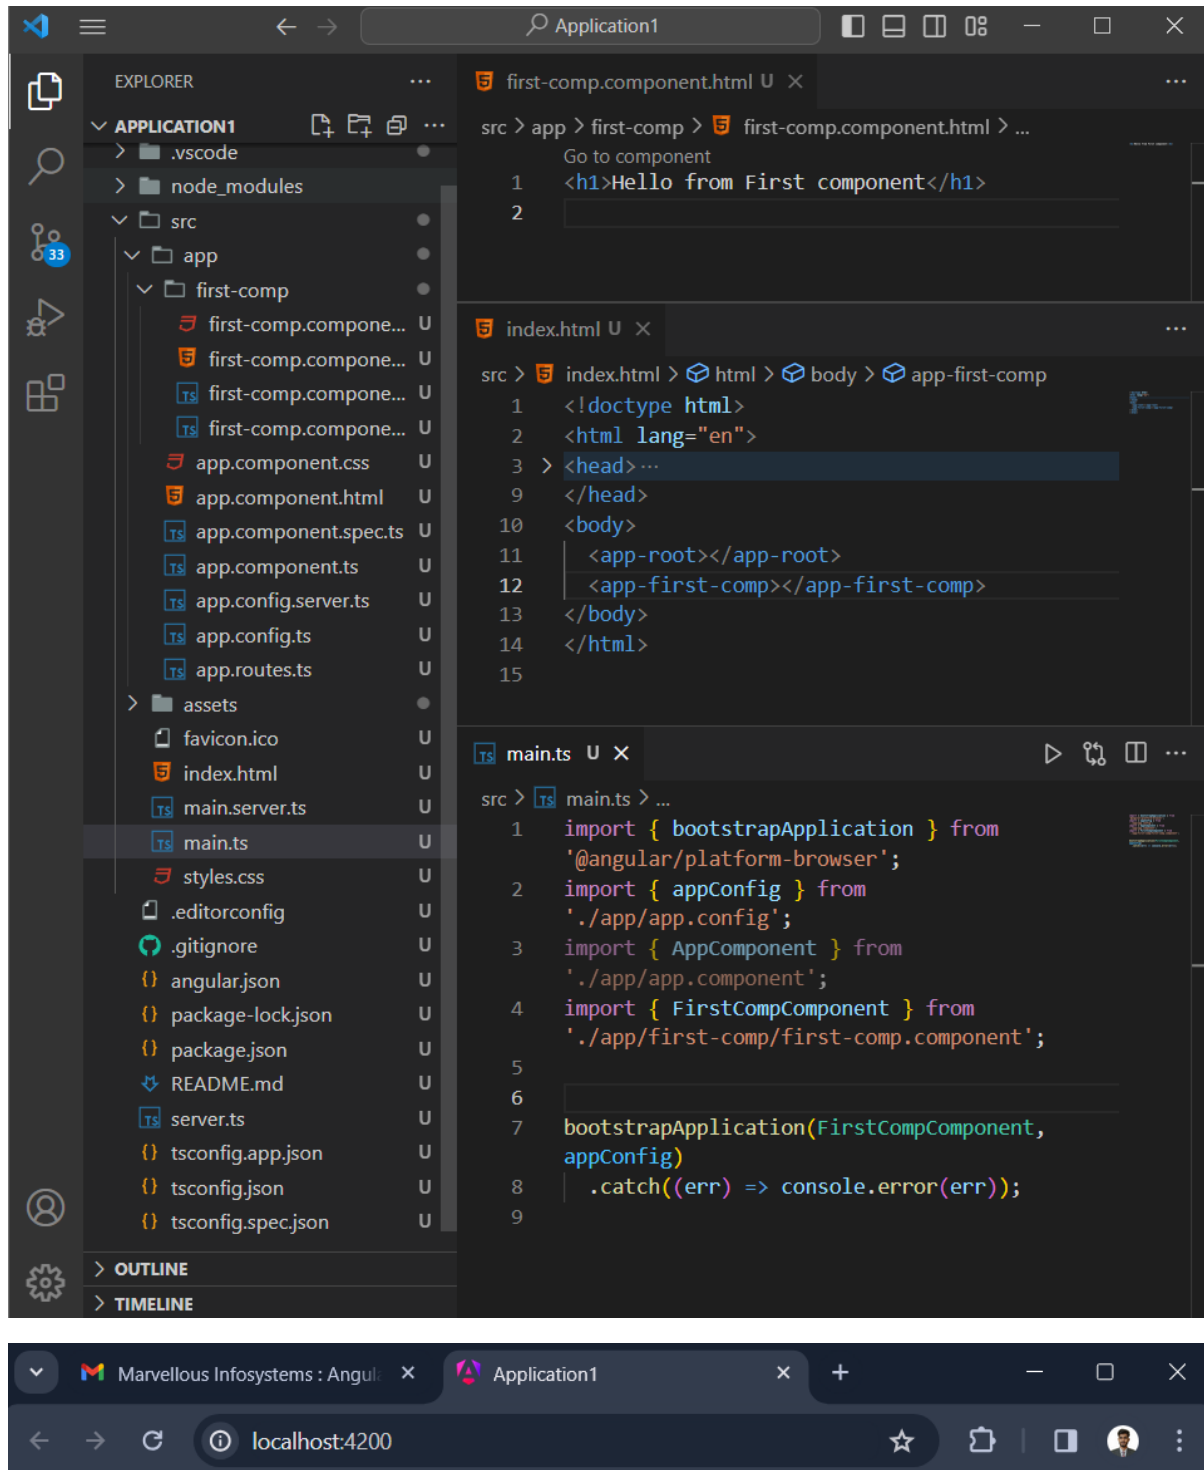 Application1
EXPLORER
APPLICATION1
.vscode
node_modules
src
app
first-comp
first-comp.compone... U
first-comp.compone... U
first-comp.compone... U
first-comp.compone... U
app.component.css U
app.component.html U
app.component.spec.ts U
app.component.ts U
app.config.server.ts U
app.config.ts U
app.routes.ts U
assets
favicon.ico U
index.html U
main.server.ts U
main.ts U
styles.css U
.editorconfig U
.gitignore U
angular.json U
package-lock.json U
package.json U
README.md U
server.ts U
tsconfig.app.json U
tsconfig.json U
tsconfig.spec.json U
OUTLINE
TIMELINE
33
first-comp.component.html U
src > app > first-comp > first-comp.component.html > ...
Go to component
1 <h1>Hello from First component</h1>
2
index.html U
src > index.html > html > body > app-first-comp
1 <!doctype html>
2 <html lang="en">
3 <head>...
9 </head>
10 <body>
11 <app-root></app-root>
12 <app-first-comp></app-first-comp>
13 </body>
14 </html>
15
main.ts U
src > main.ts > ...
1 import { bootstrapApplication } from
'@angular/platform-browser';
2 import { appConfig } from
'./app/app.config';
3 import { AppComponent } from
'./app/app.component';
4 import { FirstCompComponent } from
'./app/first-comp/first-comp.component';
5
6
7 bootstrapApplication(FirstCompComponent,
appConfig)
8 .catch((err) => console.error(err));
9
Marvellous Infosystems : Angul
Application1
localhost:4200